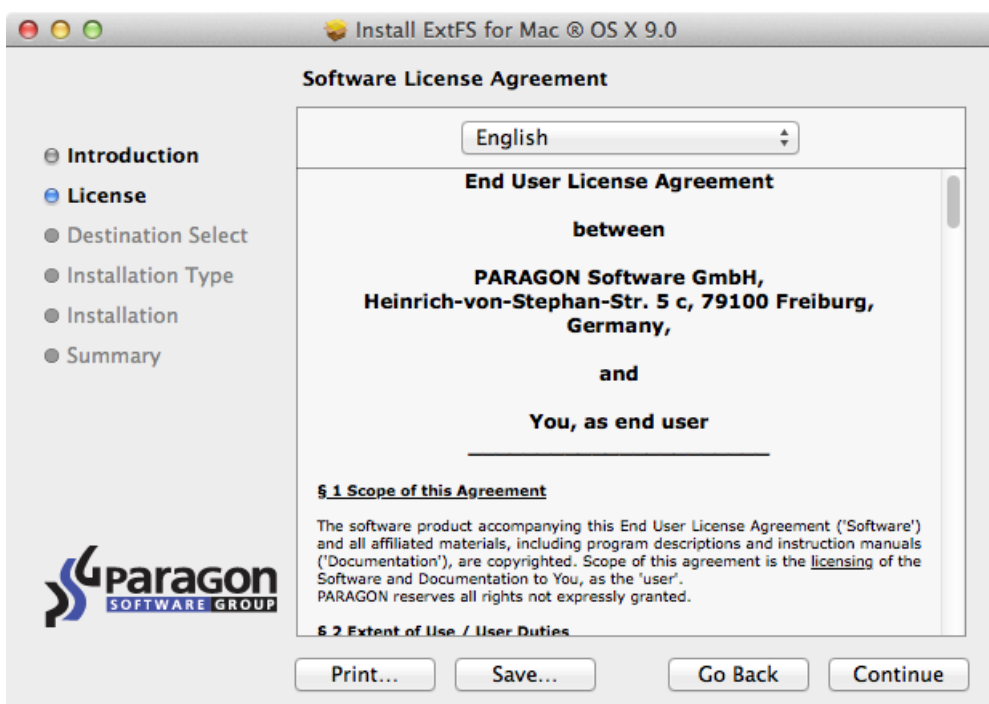 Install ExtFS for Mac ® OS X 9.0
Software License Agreement
Introduction
License
Destination Select
Installation Type
Installation
Summary
English
End User License Agreement
between
PARAGON Software GmbH,
Heinrich-von-Stephan-Str. 5 c, 79100 Freiburg,
Germany,
and
You, as end user
§ 1 Scope of this Agreement
The software product accompanying this End User License Agreement ('Software')
and all affiliated materials, including program descriptions and instruction manuals
('Documentation'), are copyrighted. Scope of this agreement is the licensing of the
Software and Documentation to You, as the 'user'.
PARAGON reserves all rights not expressly granted.
§ 2 Extent of Use / User Duties
Paragon
SOFTWARE GROUP
Print...
Save...
Go Back
Continue